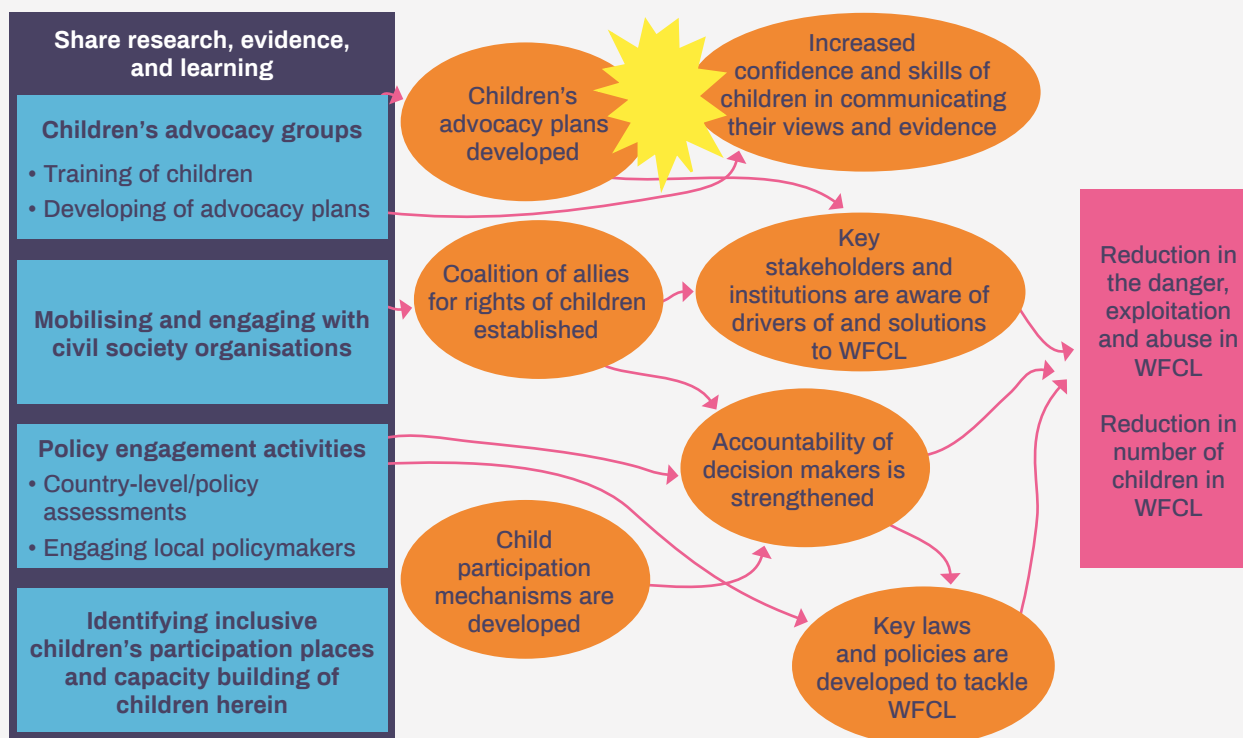 Share research, evidence,
and learning
Children’s advocacy groups
• Training of children
• Developing of advocacy plans
Mobilising and engaging with
civil society organisations
Policy engagement activities
• Country-level/policy
assessments
• Engaging local policymakers
Identifying inclusive
children’s participation places
and capacity building of
children herein
Children’s
advocacy plans
developed
Increased
confidence and skills of
children in communicating
their views and evidence
Coalition of allies
for rights of children
established
Key
stakeholders and
institutions are aware of
drivers of and solutions
to WFCL
Accountability of
decision makers is
strengthened
Child
participation
mechanisms are
developed
Key laws
and policies are
developed to tackle
WFCL
Reduction in
the danger,
exploitation
and abuse in
WFCL
Reduction in
number of
children in
WFCL